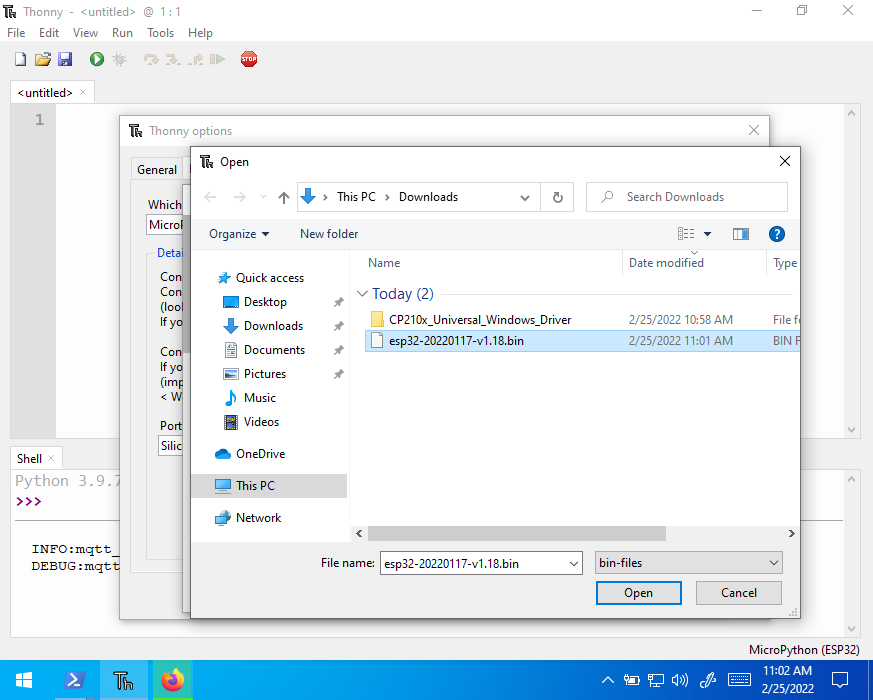 Thonny - <untitled> @ 1 : 1
File Edit View Run Tools Help
STOP
<untitled>
1
Thonny options
General
Which
Detai
Con
Con
(loo
If yo
Con
If yo
(imp
< W
Port
Silic
Open
This PC > Downloads
Search Downloads
Organize New folder
?
Name Date modified Type
Quick access
Desktop
Downloads
Documents
Pictures
Music
Videos
OneDrive
This PC
Network
Today (2)
CP210x_Universal_Windows_Driver 2/25/2022 10:58 AM File fo
esp32-20220117-v1.18.bin 2/25/2022 11:01 AM BIN F
File name: esp32-20220117-v1.18.bin bin-files
Open Cancel
Shell
Python 3.9.7
>>>
INFO:mqtt_
DEBUG:mqtt
MicroPython (ESP32)
11:02 AM
2/25/2022